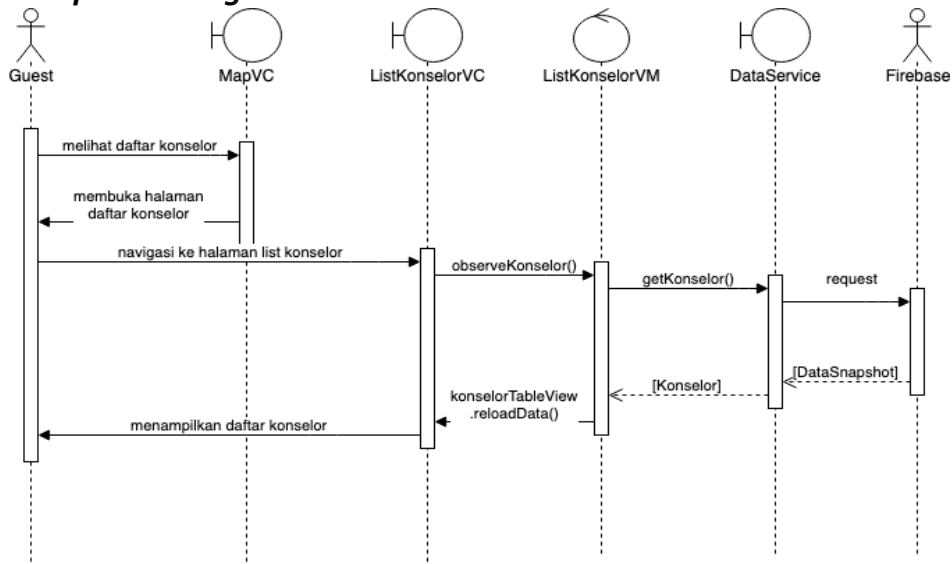 Guest
MapVC
ListKonselorVC
ListKonselorVM
DataService
Firebase
melihat daftar konselor
membuka halaman
daftar konselor
navigasi ke halaman list konselor
observeKonselor()
getKonselor()
request
[DataSnapshot]
[Konselor]
konselorTableView
.reloadData()
menampilkan daftar konselor